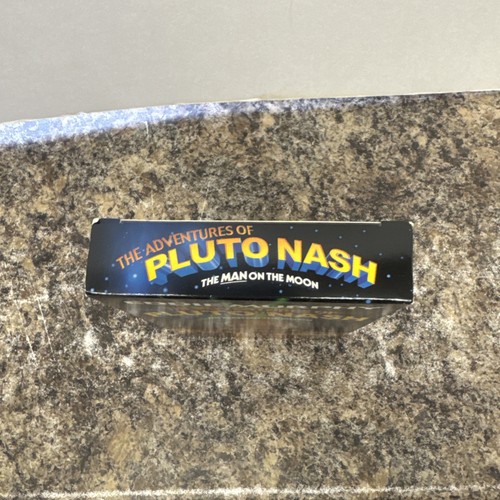 THE ADVENTURES OF
PLUTO NASH
THE MAN ON THE MOON